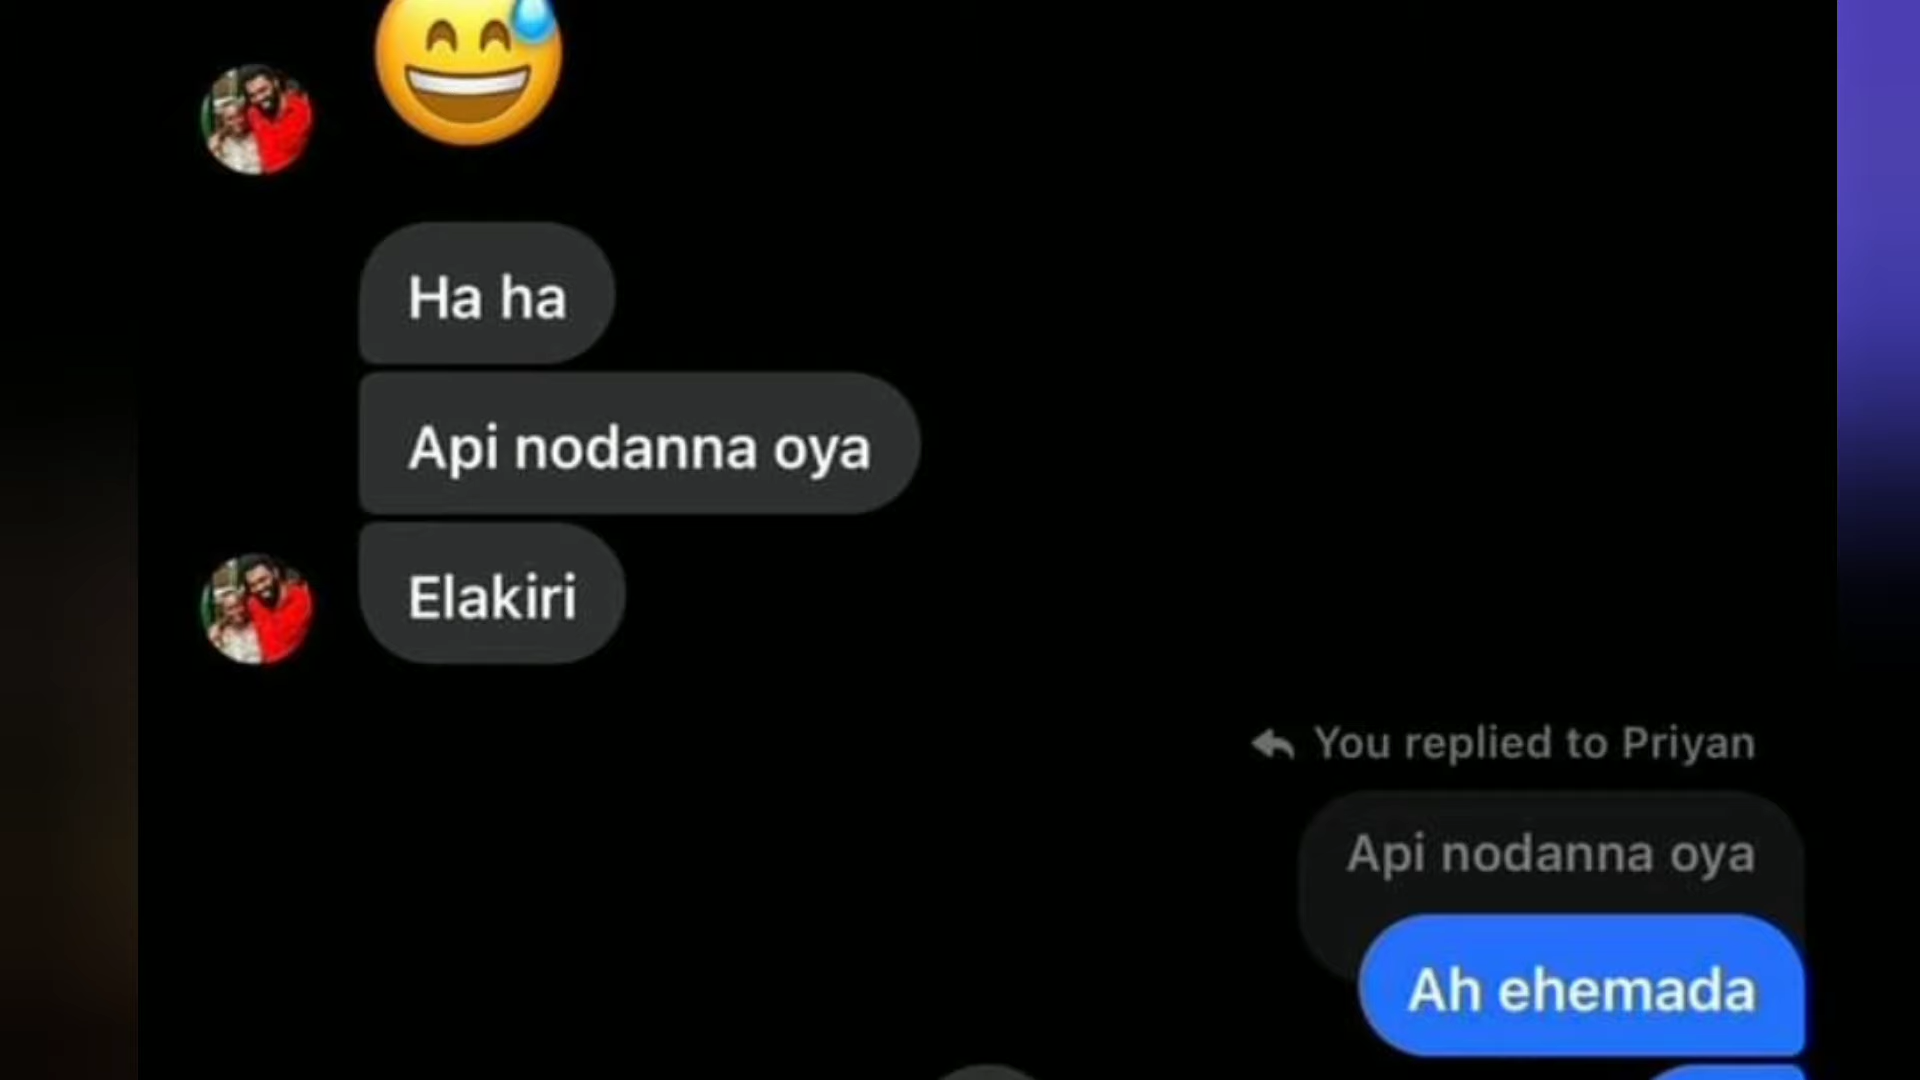 Ha ha
Api nodanna oya
Elakiri
You replied to Priyan
Api nodanna oya
Ah ehemada